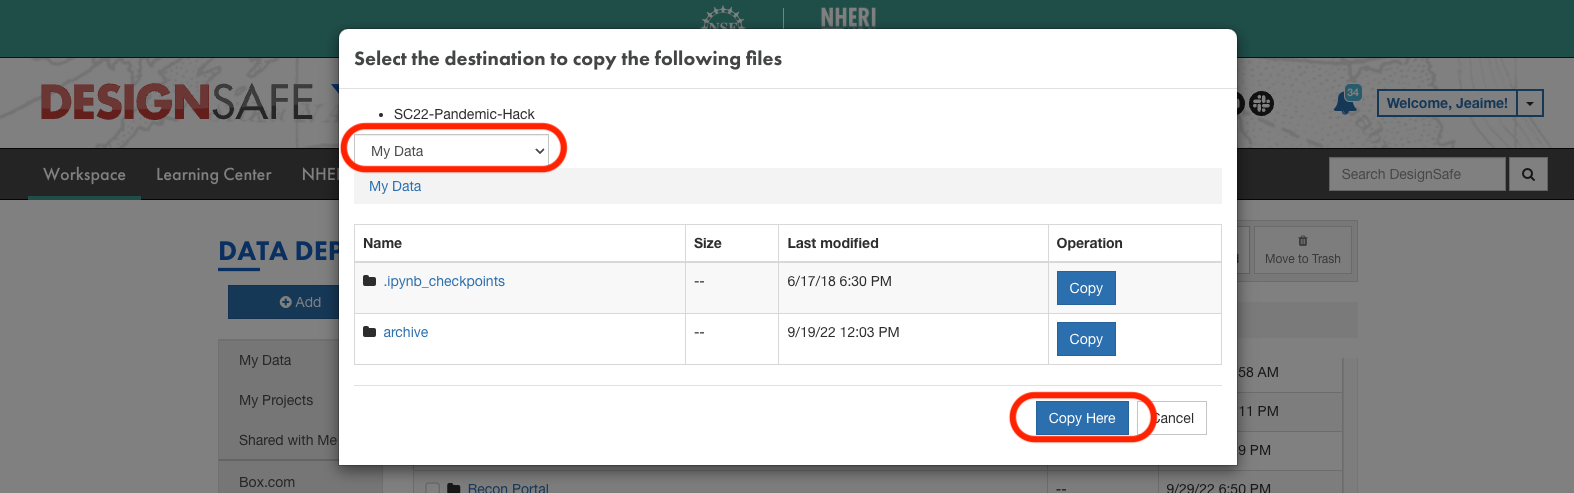 NSF
NHERI
Select the destination to copy the following files
SC22-Pandemic-Hack
DESIGNSAFE
34
Welcome, Jeaime!
My Data
Workspace
Learning Center
Search DesignSafe
My Data
Name Size Last modified Operation
DATA DEP
Move to Trash
.ipynb_checkpoints -- 6/17/18 6:30 PM Copy
Add
archive -- 9/19/22 12:03 PM Copy
My Data
58 AM
My Projects
11 PM
Copy Here
Cancel
Shared with Me
9 PM
Box.com
Recon Portal -- 9/29/22 6:50 PM